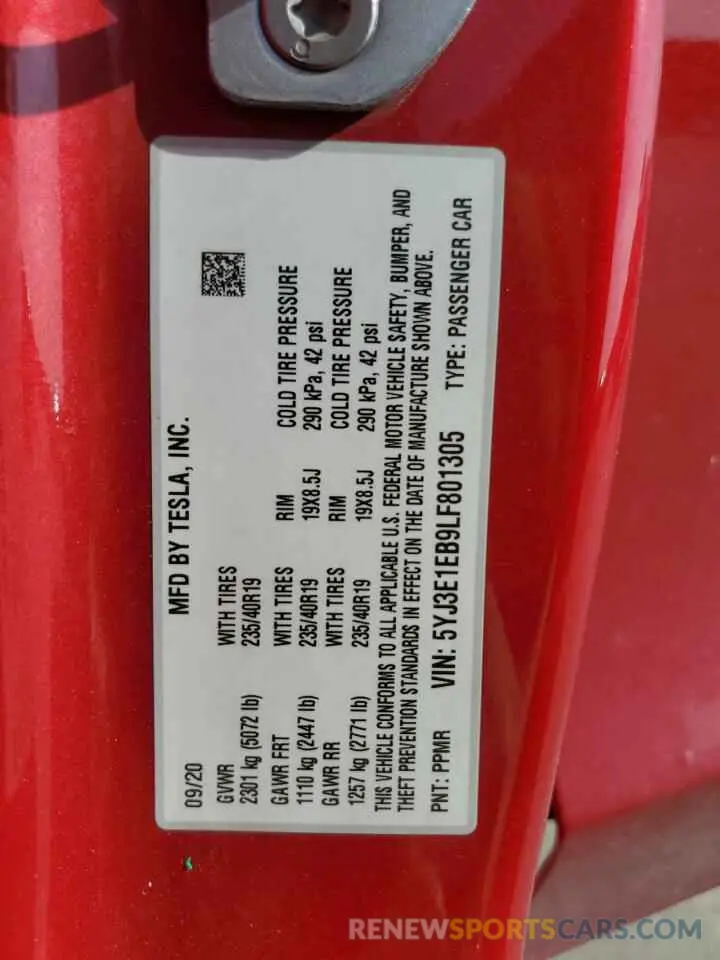 MFD BY TESLA, INC.
09/20
GVWR WITH TIRES
2301 kg (5072 lb) 235/40R19
GAWR FRT WITH TIRES RIM COLD TIRE PRESSURE
1110 kg (2447 lb) 235/40R19 19X8.5J 290 kPa, 42 psi
GAWR RR WITH TIRES RIM COLD TIRE PRESSURE
1257 kg (2771 lb) 235/40R19 19X8.5J 290 kPa, 42 psi
THIS VEHICLE CONFORMS TO ALL APPLICABLE U.S. FEDERAL MOTOR VEHICLE SAFETY, BUMPER, AND
THEFT PREVENTION STANDARDS IN EFFECT ON THE DATE OF MANUFACTURE SHOWN ABOVE.
PNT: PPMR VIN: 5YJ3E1EB9LF801305 TYPE: PASSENGER CAR
RENEWSPORTSCARS.COM